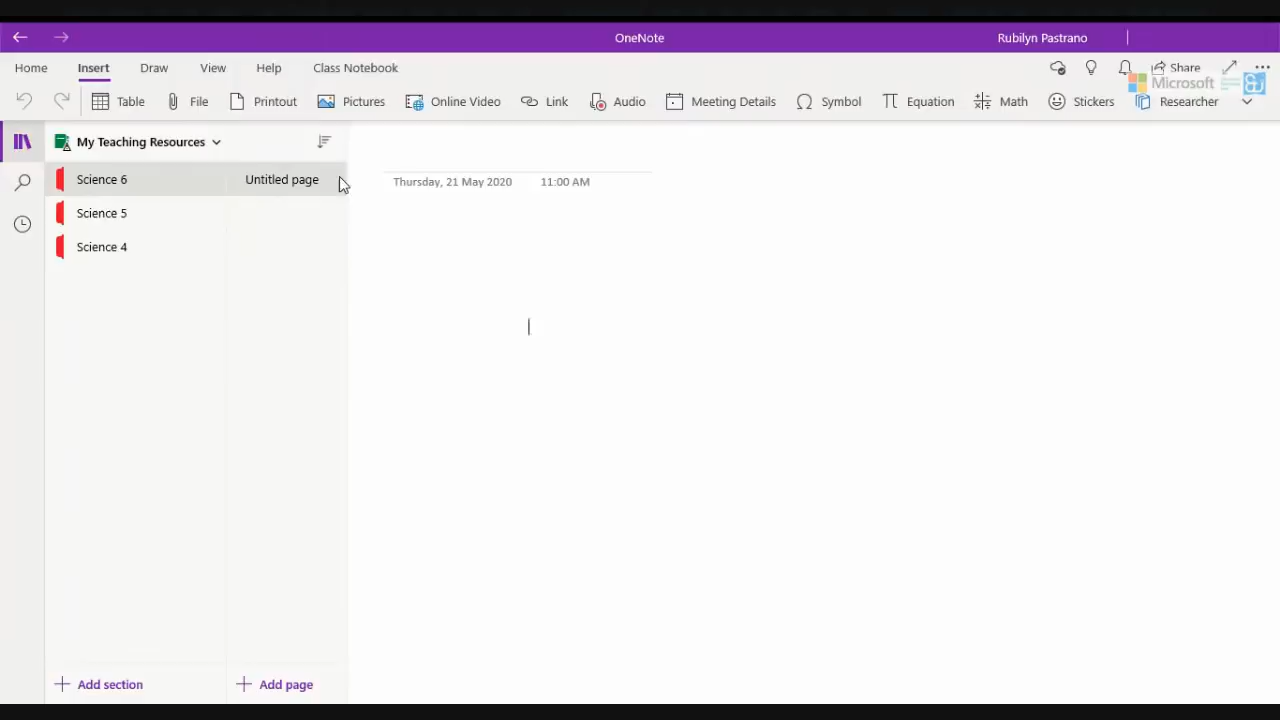 OneNote
Rubilyn Pastrano
Home Insert Draw View Help Class Notebook Share
Microsoft
Table File Printout Pictures Online Video Link Audio Meeting Details Symbol Equation Math Stickers Researcher
My Teaching Resources
Science 6 Untitled page
Thursday, 21 May 2020 11:00 AM
Science 5
Science 4
Add section Add page